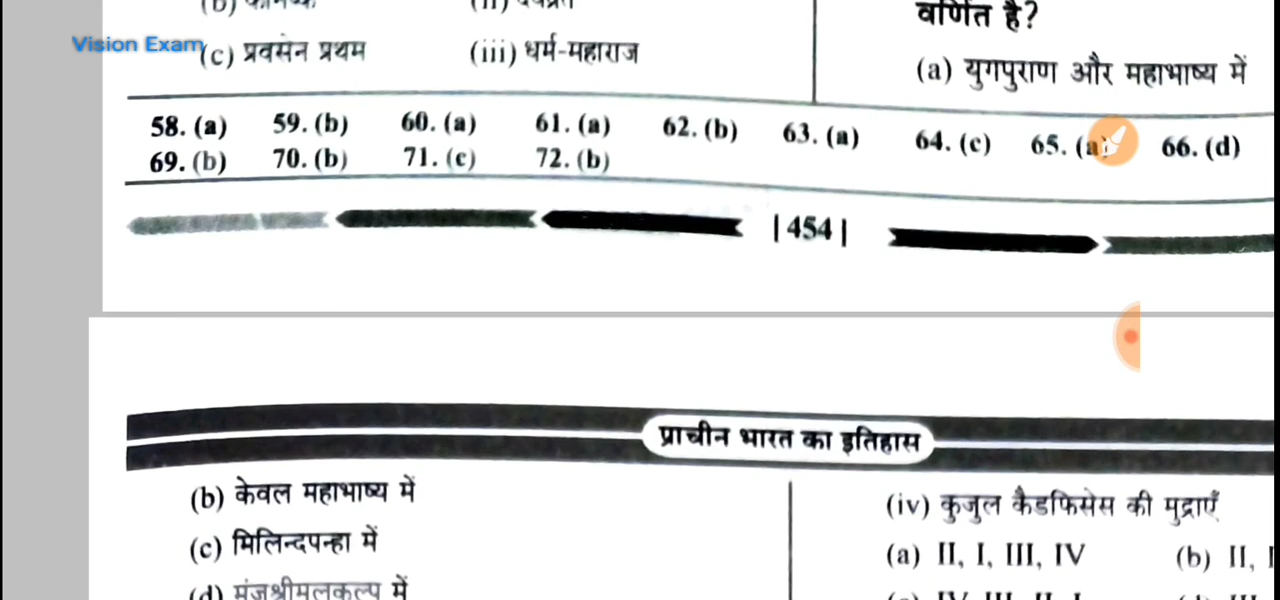 वर्णित है?
Vision Exam
(c) प्रवसेन प्रथम
(iii) धर्म-महाराज
(a) युगपुराण और महाभाष्य में
58. (a) 59. (b) 60. (a) 61. (a) 62. (b) 63. (a) 64. (c) 65. (a) 66. (d)
69. (b) 70. (b) 71. (c) 72. (b)
|454|
प्राचीन भारत का इतिहास
(b) केवल महाभाष्य में
(c) मिलिन्दपन्हा में
(d) मंजूश्रीमूलकल्प में
(iv) कुजुल कैडफिसेस की मुद्राएँ
(a) II, I, III, IV
(b) II,